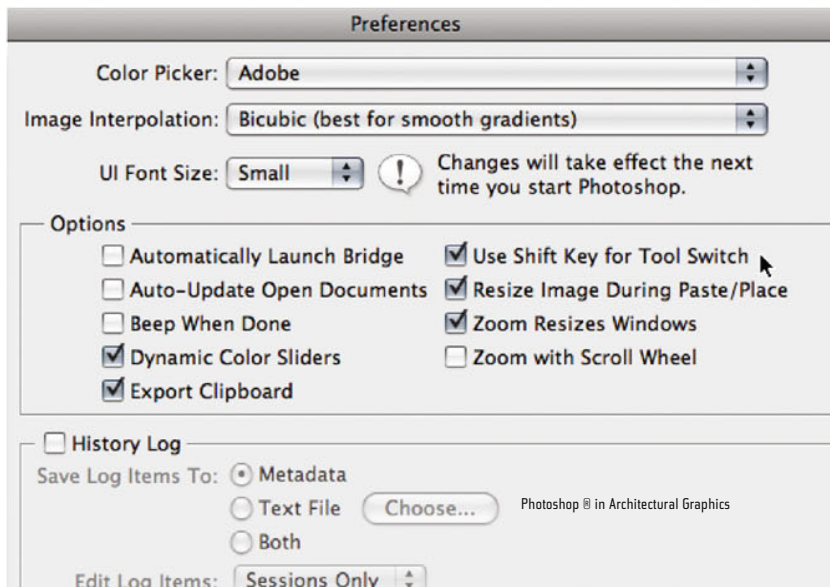 Preferences
Color Picker: Adobe
Image Interpolation: Bicubic (best for smooth gradients)
UI Font Size: Small
Changes will take effect the next
time you start Photoshop.
Options
Automatically Launch Bridge
Auto-Update Open Documents
Beep When Done
Dynamic Color Sliders
Export Clipboard
Use Shift Key for Tool Switch
Resize Image During Paste/Place
Zoom Resizes Windows
Zoom with Scroll Wheel
History Log
Save Log Items To: Metadata
Text File Choose...
Both
Photoshop ® in Architectural Graphics
Edit Log Items: Sessions Only